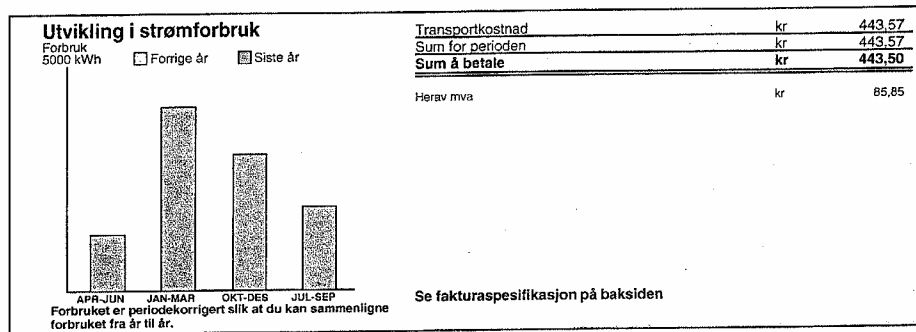 Utvikling i strømforbruk
Forbruk
5000 kWh
Forrige år
Siste år
APR-JUN JAN-MAR OKT-DES JUL-SEP
Forbruket er periodekorrigert slik at du kan sammenligne
forbruket fra år til år.
Transportkostnad kr 443,57
Sum for perioden kr 443,57
Sum å betale kr 443,50
Herav mva kr 85,85
Se fakturaspesifikasjon på baksiden